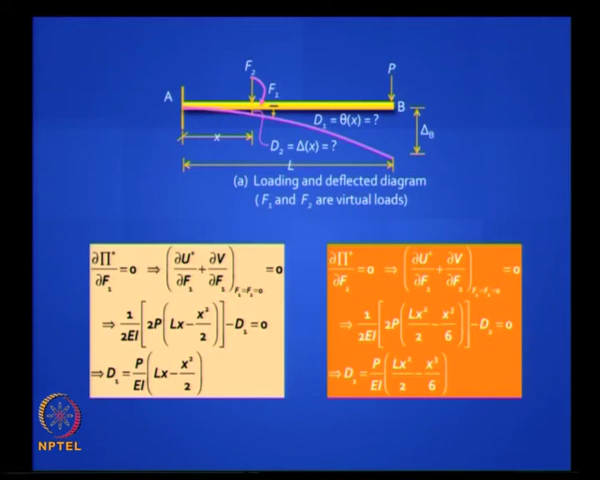 F₂
P
F₁
A
B
D₁ = θ(x) = ?
Δ_B
x
D₂ = Δ(x) = ?
L
(a) Loading and deflected diagram
(F₁ and F₂ are virtual loads)
∂Π*/∂F₁ = 0 ⇒ (∂U*/∂F₁ + ∂V/∂F₁)_{F₁=F₂=0} = 0
⇒ 1/2EI [2P(Lx − x²/2)] − D₁ = 0
⇒ D₁ = P/EI (Lx − x²/2)
∂Π*/∂F₂ = 0 ⇒ (∂U*/∂F₂ + ∂V/∂F₂)_{F₁=F₂=0} = 0
⇒ 1/2EI [2P(Lx²/2 − x³/6)] − D₂ = 0
⇒ D₂ = P/EI (Lx²/2 − x³/6)
NPTEL